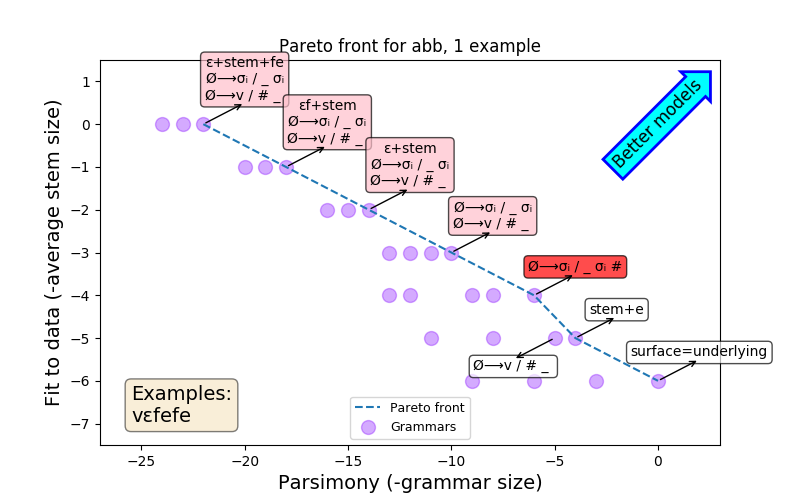 Pareto front for abb, 1 example
ε+stem+fe
Ø⟶σᵢ / _ σᵢ
Ø⟶v / # _
εf+stem
Ø⟶σᵢ / _ σᵢ
Ø⟶v / # _
ε+stem
Ø⟶σᵢ / _ σᵢ
Ø⟶v / # _
Ø⟶σᵢ / _ σᵢ
Ø⟶v / # _
Ø⟶σᵢ / _ σᵢ #
stem+e
surface=underlying
Ø⟶v / # _
Better models
Examples:
vεfefe
Pareto front
Grammars
1
0
−1
−2
−3
−4
−5
−6
−7
Fit to data (-average stem size)
−25
−20
−15
−10
−5
0
Parsimony (-grammar size)